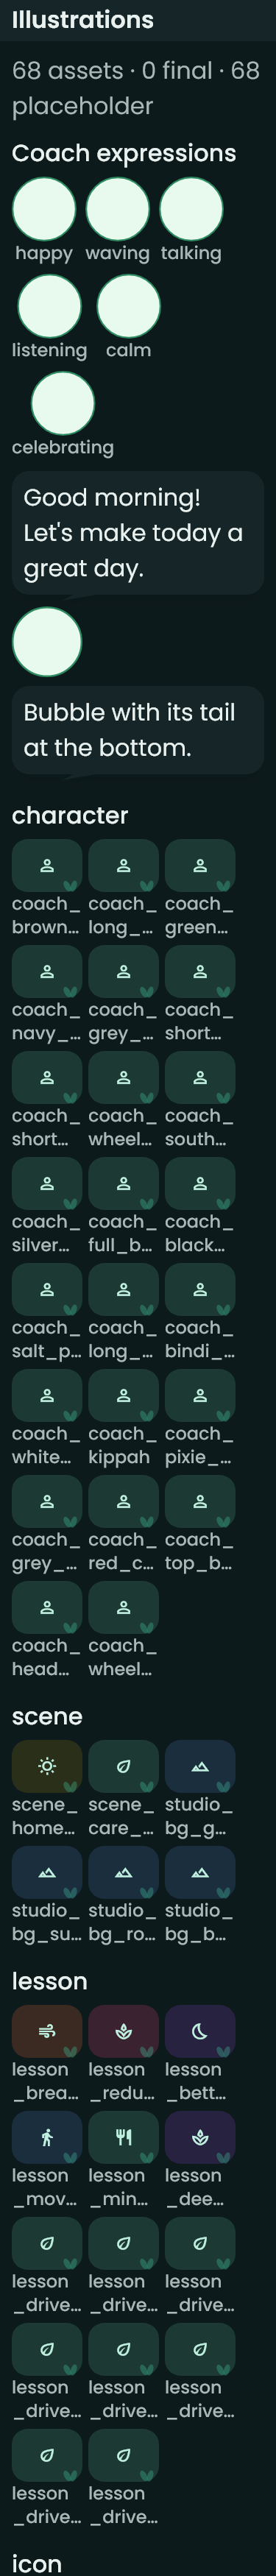 Illustrations
68 assets · 0 final · 68
placeholder
Coach expressions
happy waving talking
listening calm
celebrating
Good morning!
Let's make today a
great day.
Bubble with its tail
at the bottom.
character
coach_ coach_ coach_
brown... long_... green...
coach_ coach_ coach_
navy_... grey_... short...
coach_ coach_ coach_
short... wheel... south...
coach_ coach_ coach_
silver... full_b... black...
coach_ coach_ coach_
salt_p... long_... bindi_...
coach_ coach_ coach_
white... kippah pixie_...
coach_ coach_ coach_
grey_... red_c... top_b...
coach_ coach_
head... wheel...
scene
scene_ scene_ studio_
home... care_... bg_g...
studio_ studio_ studio_
bg_su... bg_ro... bg_b...
lesson
lesson lesson lesson
_brea... _redu... _bett...
lesson lesson lesson
_mov... _min... _dee...
lesson lesson lesson
_drive... _drive... _drive...
lesson lesson lesson
_drive... _drive... _drive...
lesson lesson
_drive... _drive...
icon